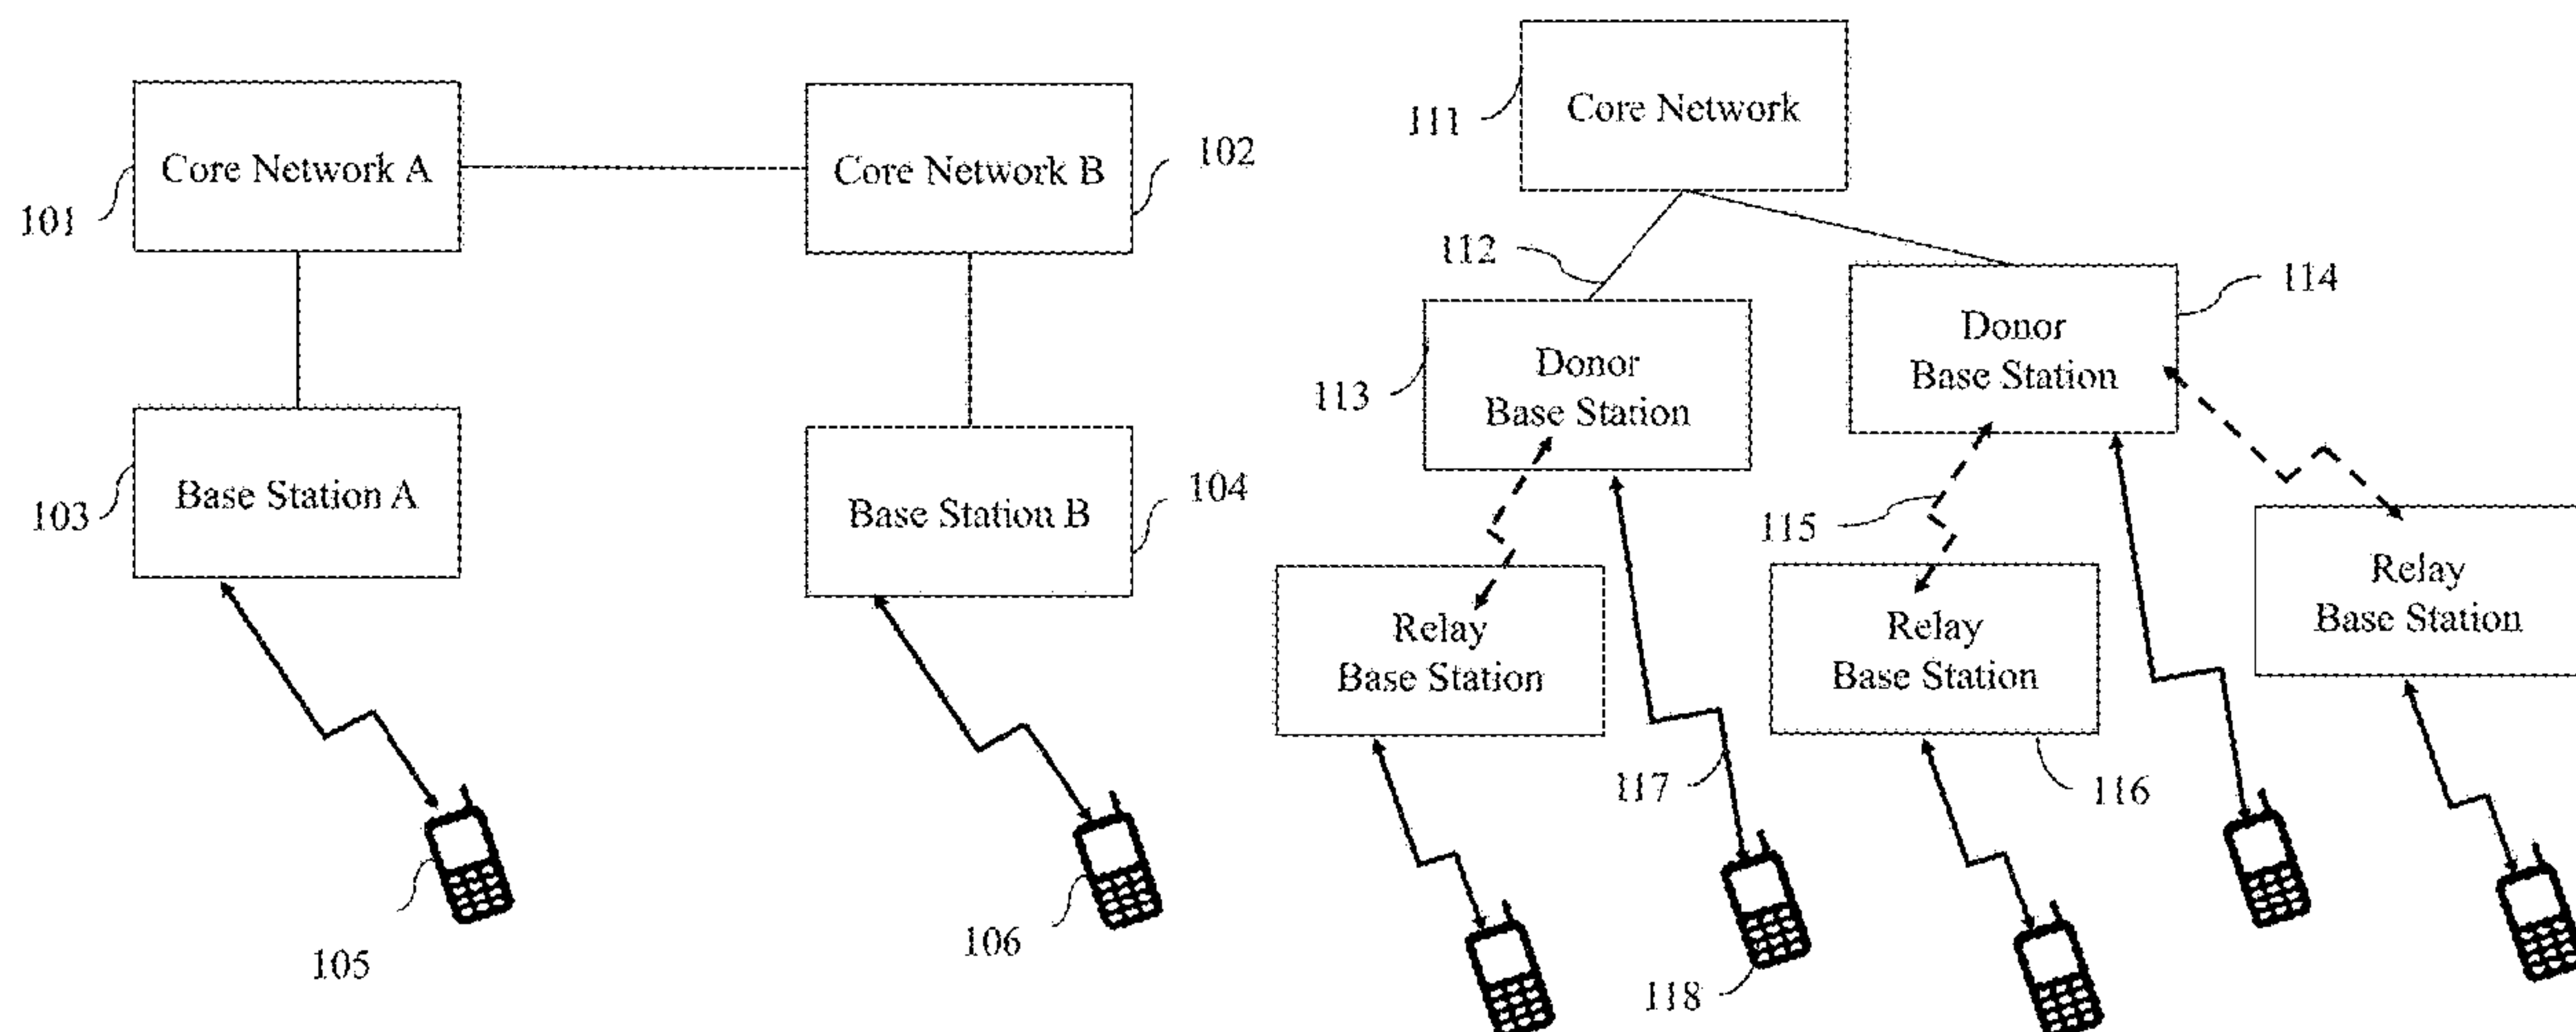 Core Network A
101
Core Network B
102
Base Station A
103
Base Station B
104
105
106
Core Network
111
112
Donor
Base Station
113
Donor
Base Station
114
115
Relay
Base Station
Relay
Base Station
116
Relay
Base Station
117
118